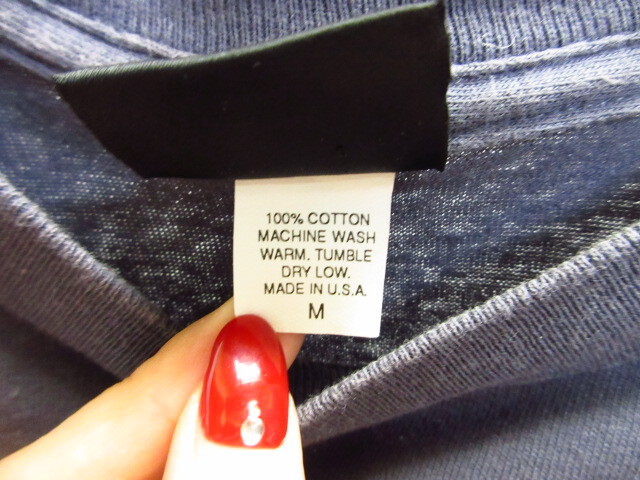 100% COTTON
MACHINE WASH
WARM. TUMBLE
DRY LOW.
MADE IN U.S.A.
M